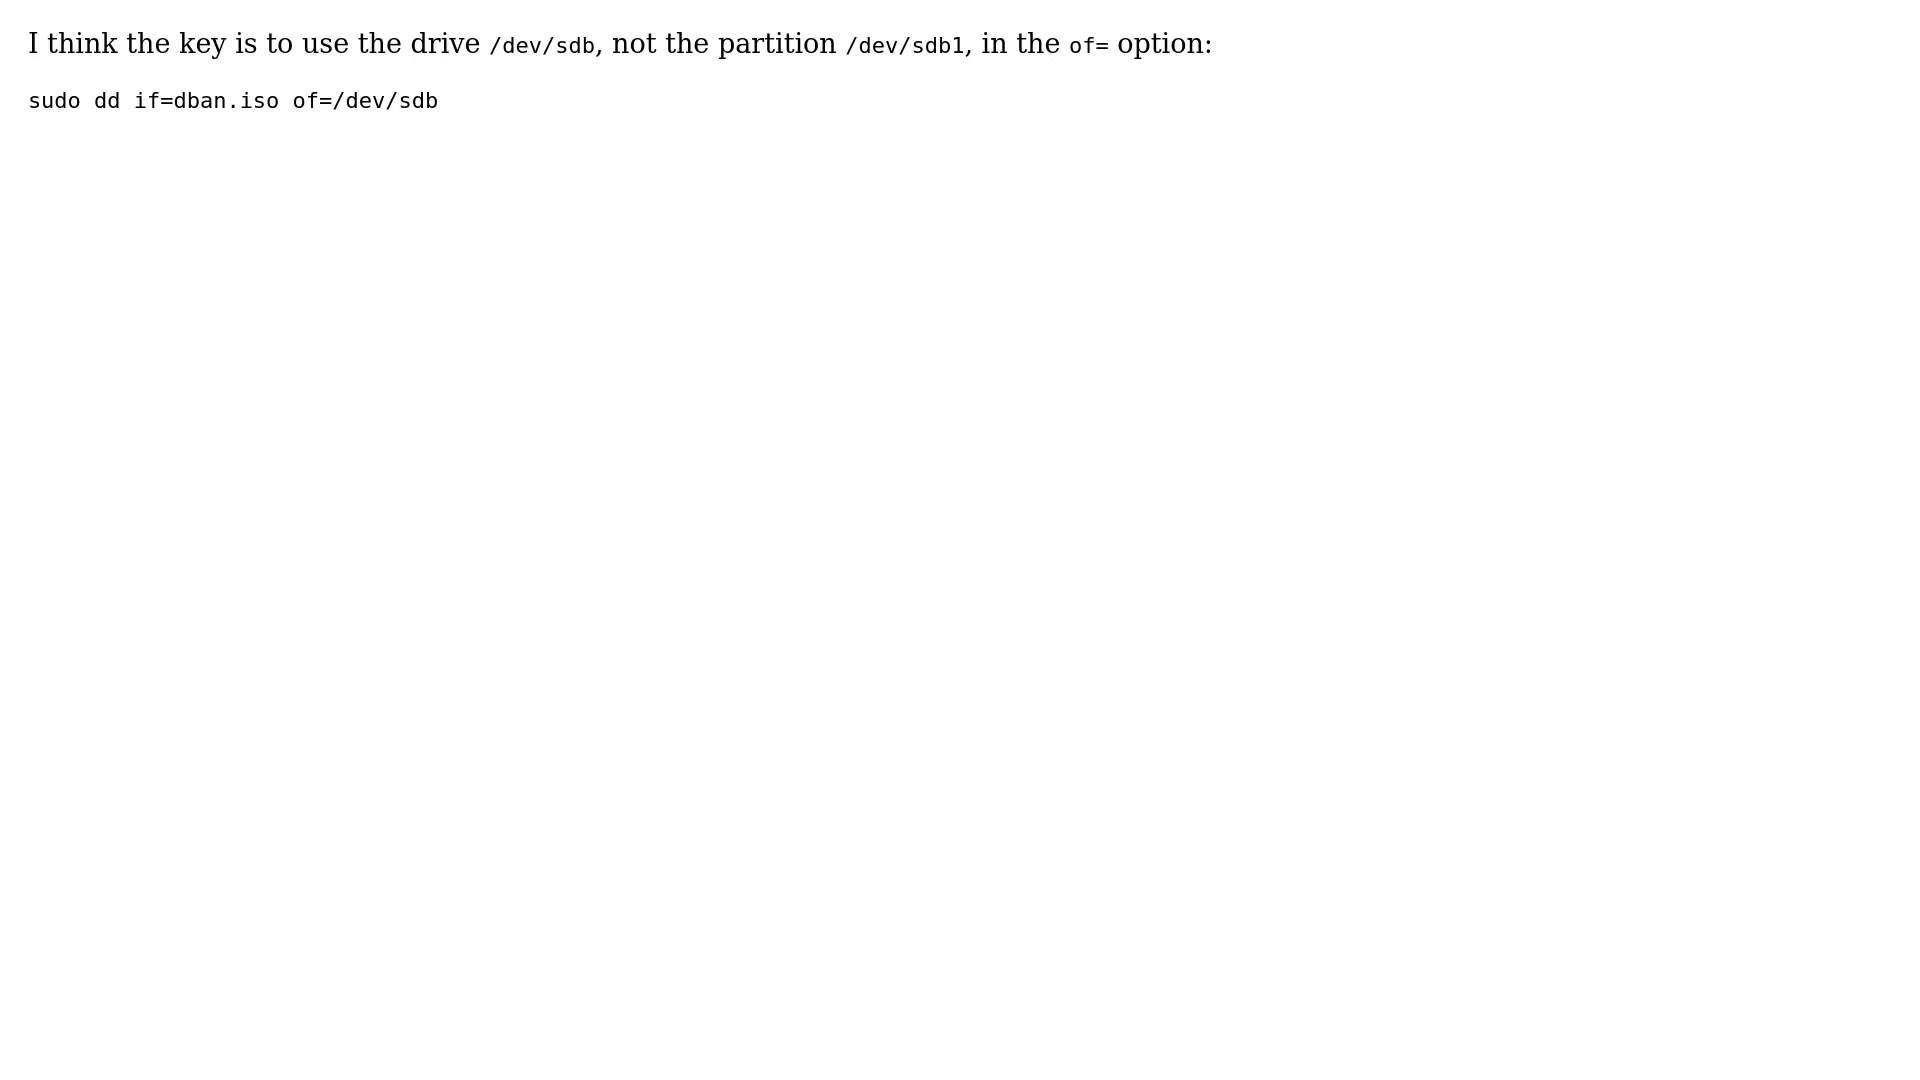 I think the key is to use the drive /dev/sdb, not the partition /dev/sdb1, in the of= option:
sudo dd if=dban.iso of=/dev/sdb